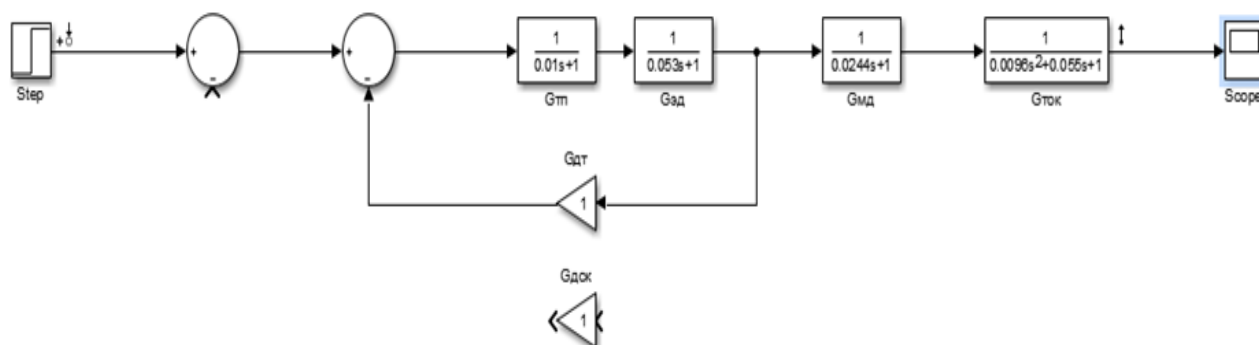 Step
+
-
+
-
1
0.01s+1
Gтп
1
0.053s+1
Gэд
1
0.0244s+1
Gмд
1
0.0096s²+0.055s+1
Gток
Scope
Gдт
1
Gдск
1